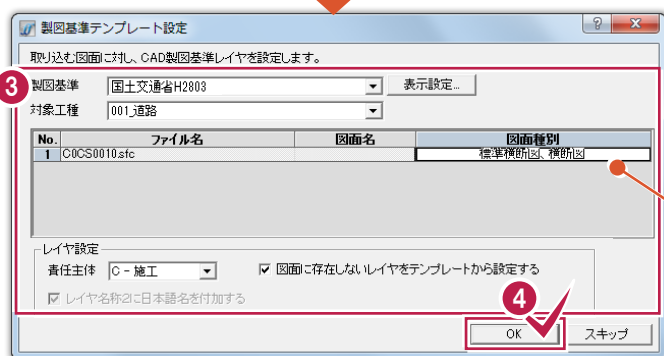 製図基準テンプレート設定
取り込む図面に対し、CAD製図基準レイヤを設定します。
3
製図基準 国土交通省H2803 表示設定...
対象工種 001_道路
No. ファイル名 図面名 図面種別
1 C0CS0010.sfc 標準横断図、横断図
レイヤ設定
責任主体 C - 施工 図面に存在しないレイヤをテンプレートから設定する
レイヤ名称2に日本語名を付加する
4
OK スキップ